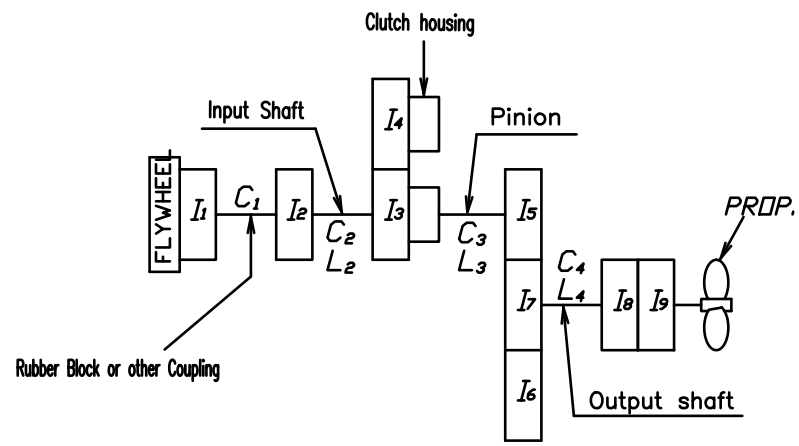 Clutch housing
Input Shaft
Pinion
I4
FLYWHEEL
I1
C1
I2
I3
I5
PROP.
C2
L2
C3
L3
C4
L4
I7
I8
I9
Rubber Block or other Coupling
I6
Output shaft